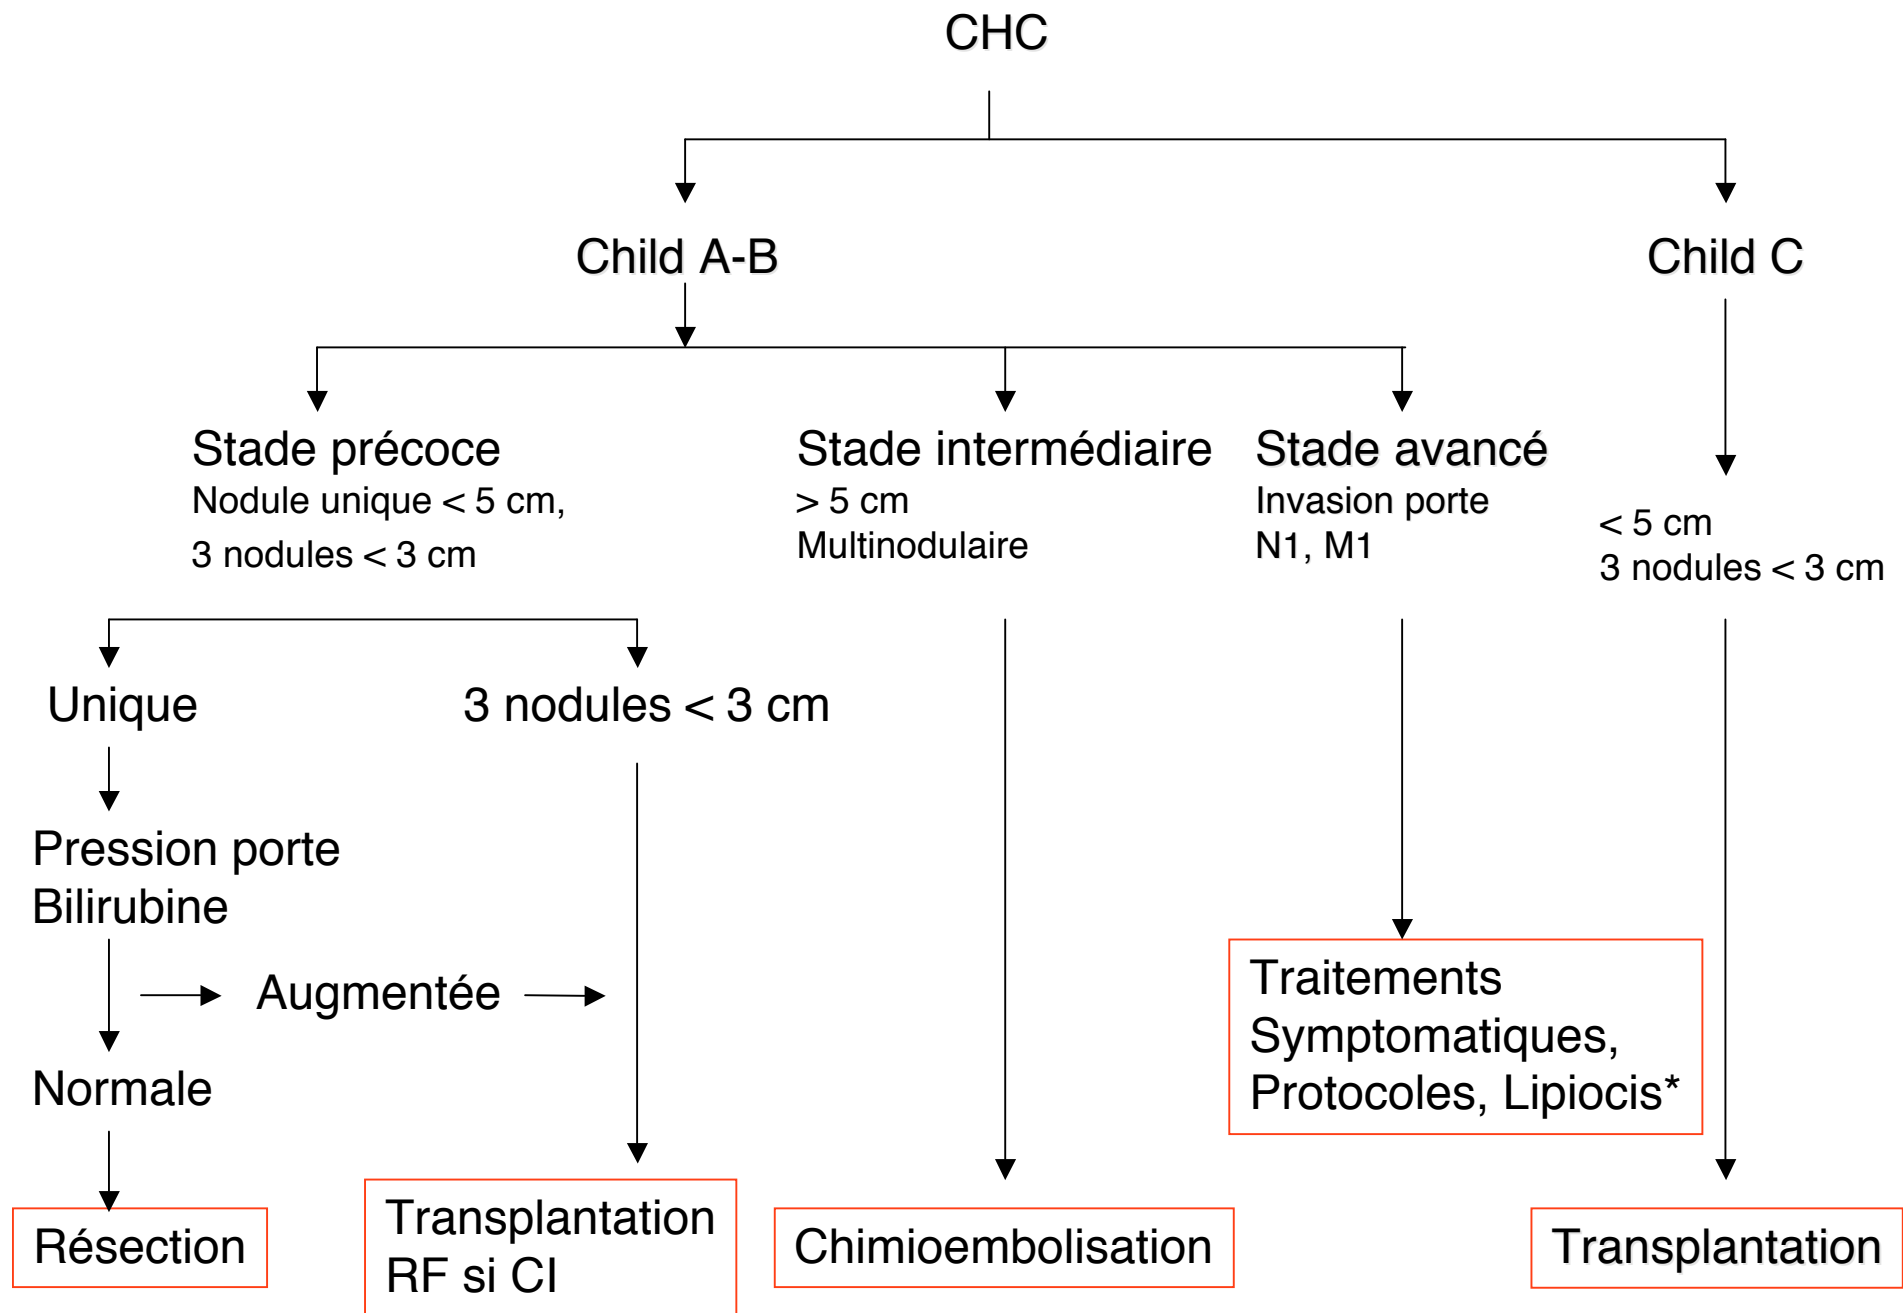 CHC
Child A-B
Child C
Stade précoce
Nodule unique < 5 cm,
3 nodules < 3 cm
Stade intermédiaire
> 5 cm
Multinodulaire
Stade avancé
Invasion porte
N1, M1
< 5 cm
3 nodules < 3 cm
Unique
3 nodules < 3 cm
Pression porte
Bilirubine
Augmentée
Normale
Traitements
Symptomatiques,
Protocoles, Lipiocis*
Résection
Transplantation
RF si CI
Chimioembolisation
Transplantation